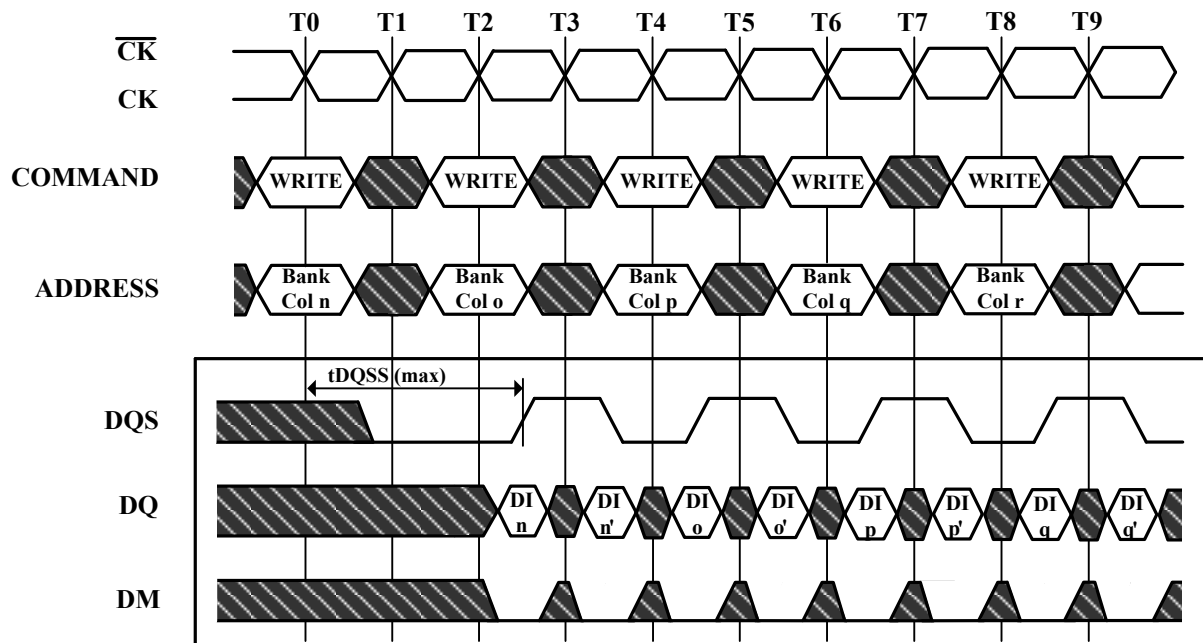 T0 T1 T2 T3 T4 T5 T6 T7 T8 T9
CK
CK
COMMAND WRITE WRITE WRITE WRITE WRITE
ADDRESS Bank Bank Bank Bank Bank
Col n Col o Col p Col q Col r
tDQSS (max)
DQS
DQ DI DI DI DI DI DI DI DI
n n' o o' p p' q q'
DM